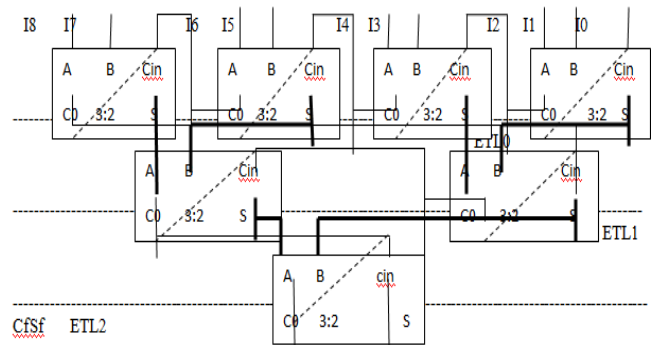 I8 I7 I6 I5 I4 I3 I2 I1 I0
A B Cin A B Cin A B Cin A B Cin
C0 3:2 S C0 3:2 S C0 3:2 S C0 3:2 S
ETL0
A B Cin A B Cin
C0 3:2 S C0 3:2 S
ETL1
A B cin
C0 3:2 S
CfSf ETL2